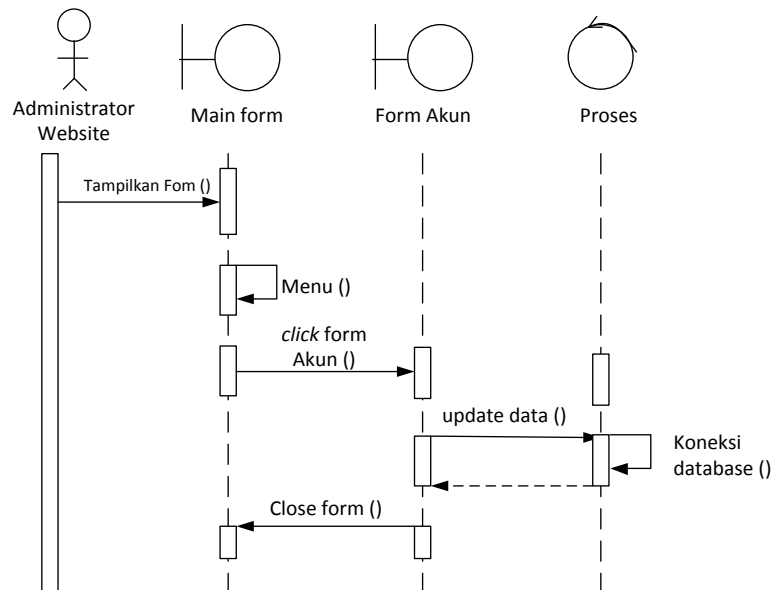 Administrator
Website
Main form
Form Akun
Proses
Tampilkan Fom ()
Menu ()
click form
Akun ()
update data ()
Koneksi
database ()
Close form ()